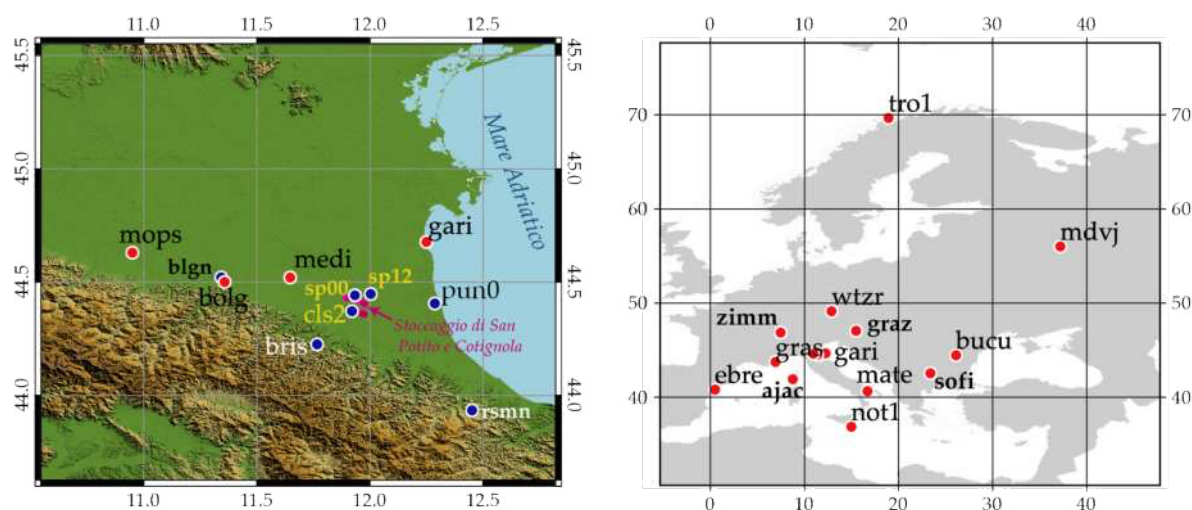 11.0 11.5 12.0 12.5
45.5 45.5
45.0 45.0
44.5 44.5
44.0 44.0
11.0 11.5 12.0 12.5
Mare Adriatico
mops
gari
blgn
medi
bolg
sp00
sp12
cls2
pun0
Stoccaggio di San
Potito e Cotignola
bris
rsmn
0 10 20 30 40
70 70
60 60
50 50
40 40
0 10 20 30 40
tro1
mdvj
wtzr
zimm
graz
gras
gari
bucu
ebre
ajac
mate
sofi
not1